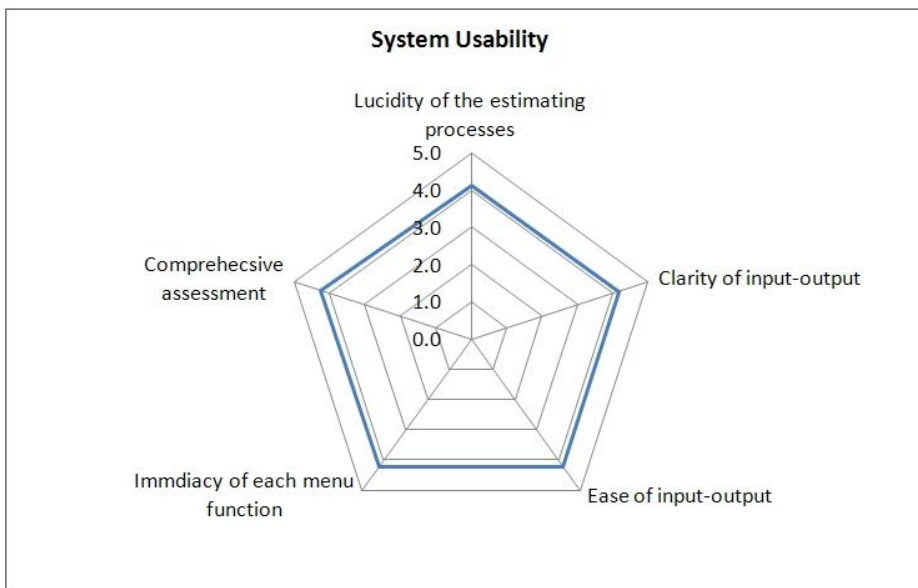 System Usability
Lucidity of the estimating
processes
5.0
4.0
3.0
2.0
1.0
0.0
Clarity of input-output
Ease of input-output
Immdiacy of each menu
function
Comprehecsive
assessment